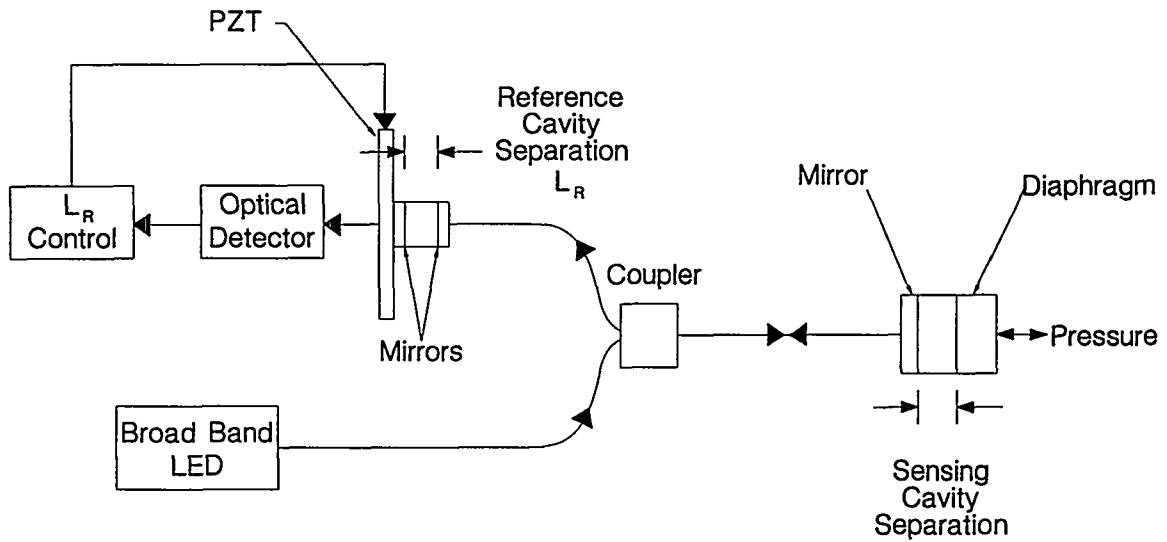 PZT
Reference
Cavity
Separation
L_R
Mirror
Diaphragm
L_R
Control
Optical
Detector
Coupler
Mirrors
Pressure
Broad Band
LED
Sensing
Cavity
Separation